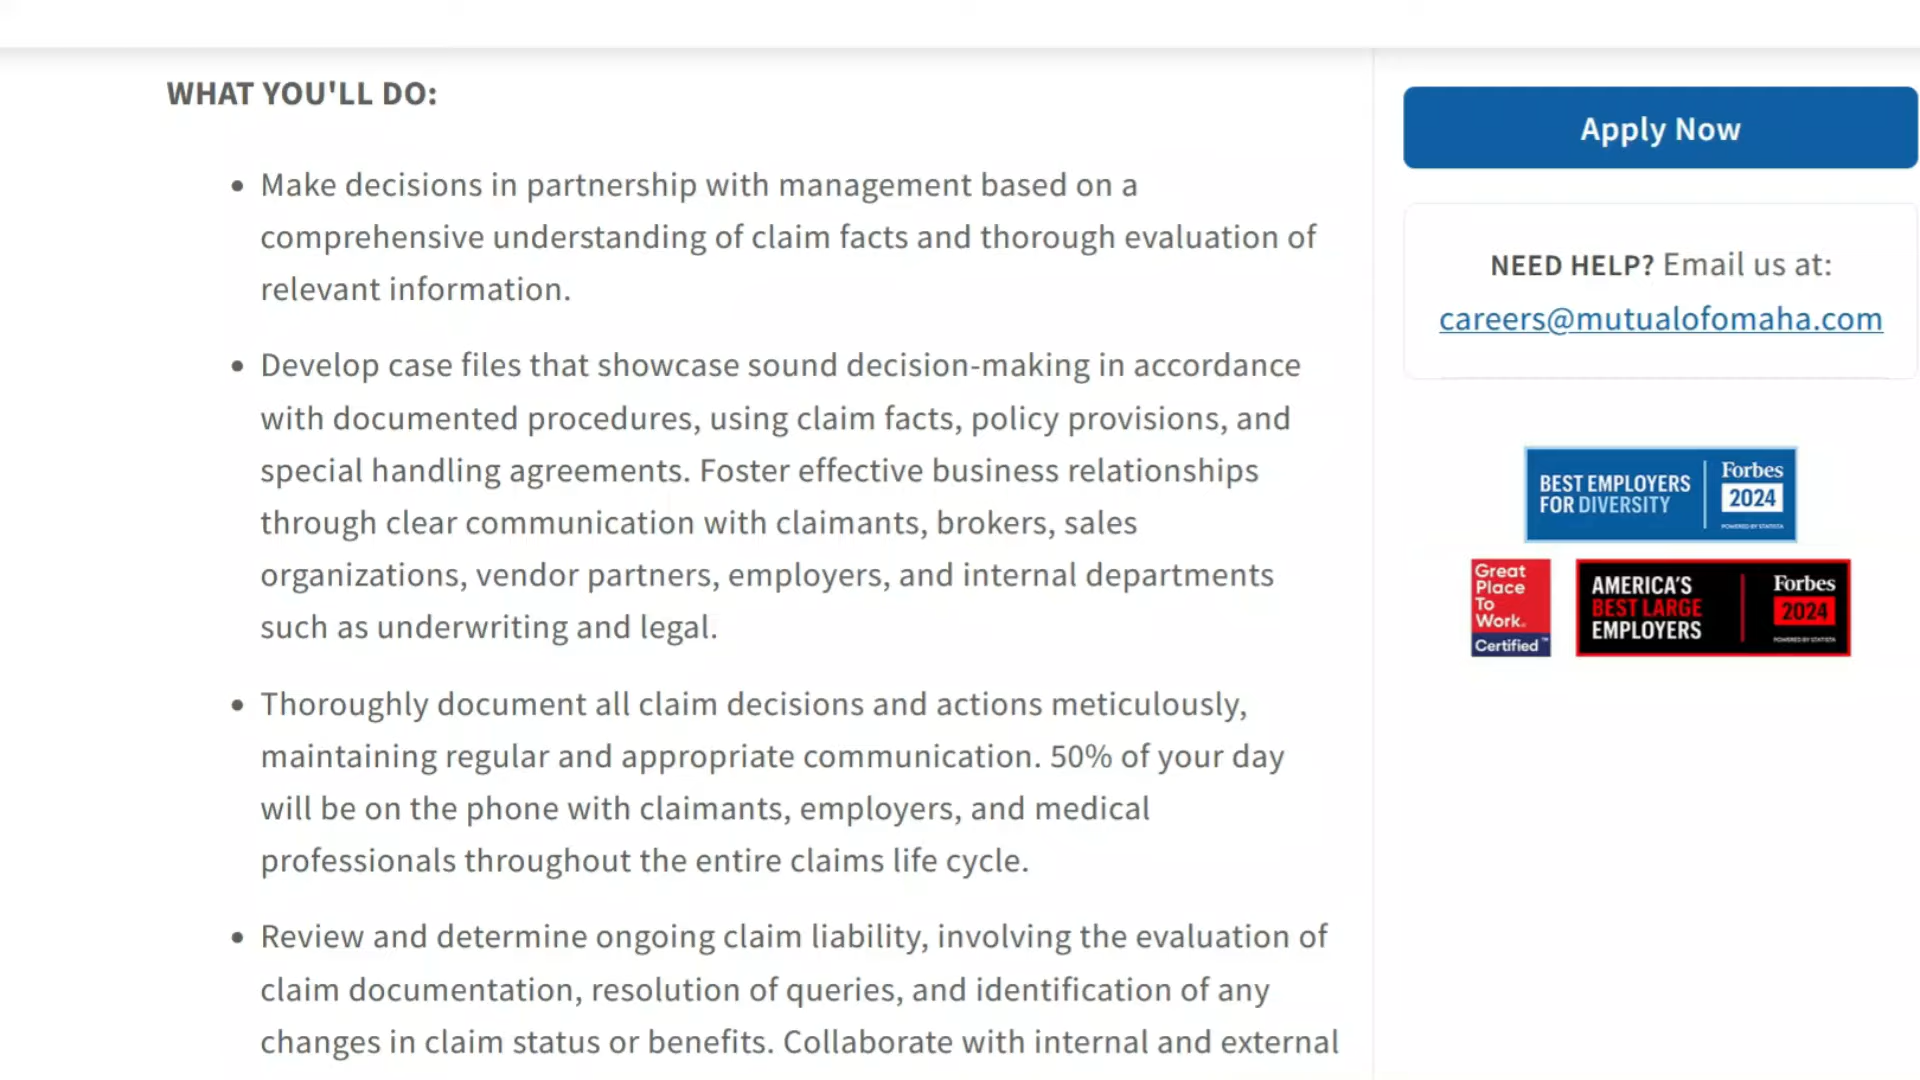 WHAT YOU'LL DO:
Make decisions in partnership with management based on a
comprehensive understanding of claim facts and thorough evaluation of
relevant information.
Develop case files that showcase sound decision-making in accordance
with documented procedures, using claim facts, policy provisions, and
special handling agreements. Foster effective business relationships
through clear communication with claimants, brokers, sales
organizations, vendor partners, employers, and internal departments
such as underwriting and legal.
Thoroughly document all claim decisions and actions meticulously,
maintaining regular and appropriate communication. 50% of your day
will be on the phone with claimants, employers, and medical
professionals throughout the entire claims life cycle.
Review and determine ongoing claim liability, involving the evaluation of
claim documentation, resolution of queries, and identification of any
changes in claim status or benefits. Collaborate with internal and external
Apply Now
NEED HELP? Email us at:
careers@mutualofomaha.com
BEST EMPLOYERS
FOR DIVERSITY
Forbes
2024
POWERED BY STATISTA
Great
Place
To
Work.
Certified™
AMERICA'S
BEST LARGE
EMPLOYERS
Forbes
2024
POWERED BY STATISTA